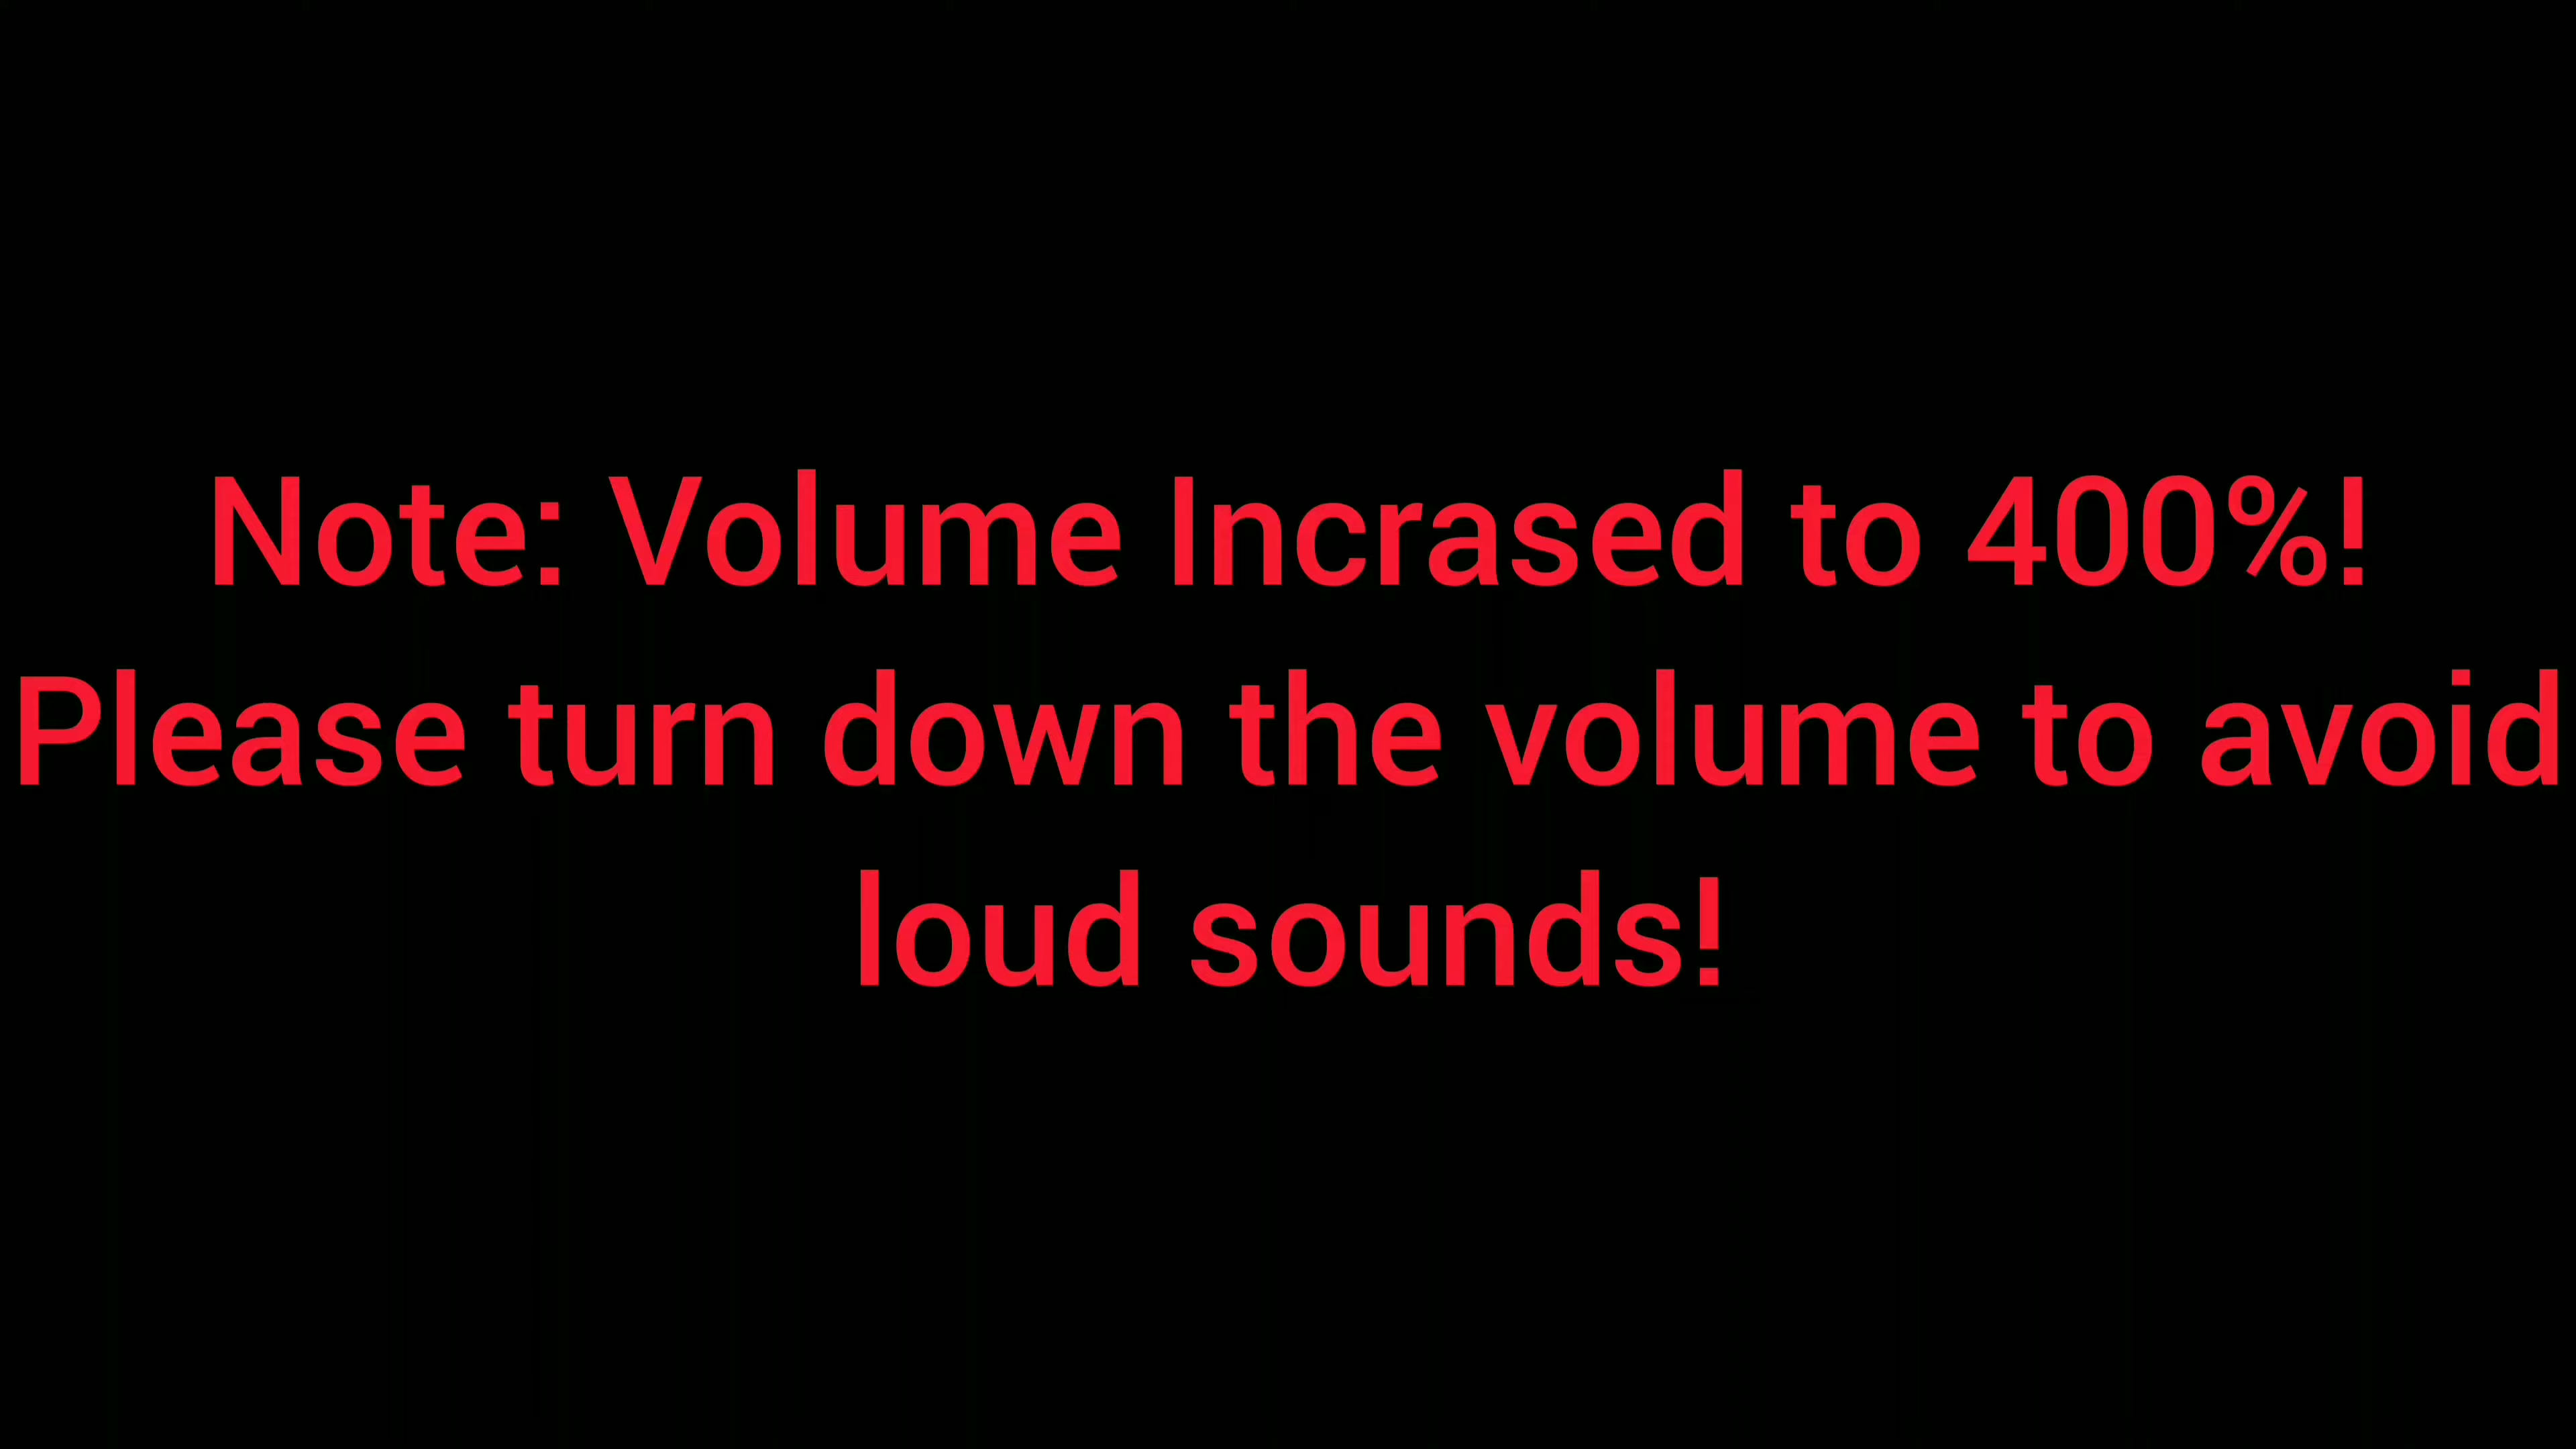 Note: Volume Incrased to 400%!
Please turn down the volume to avoid
loud sounds!